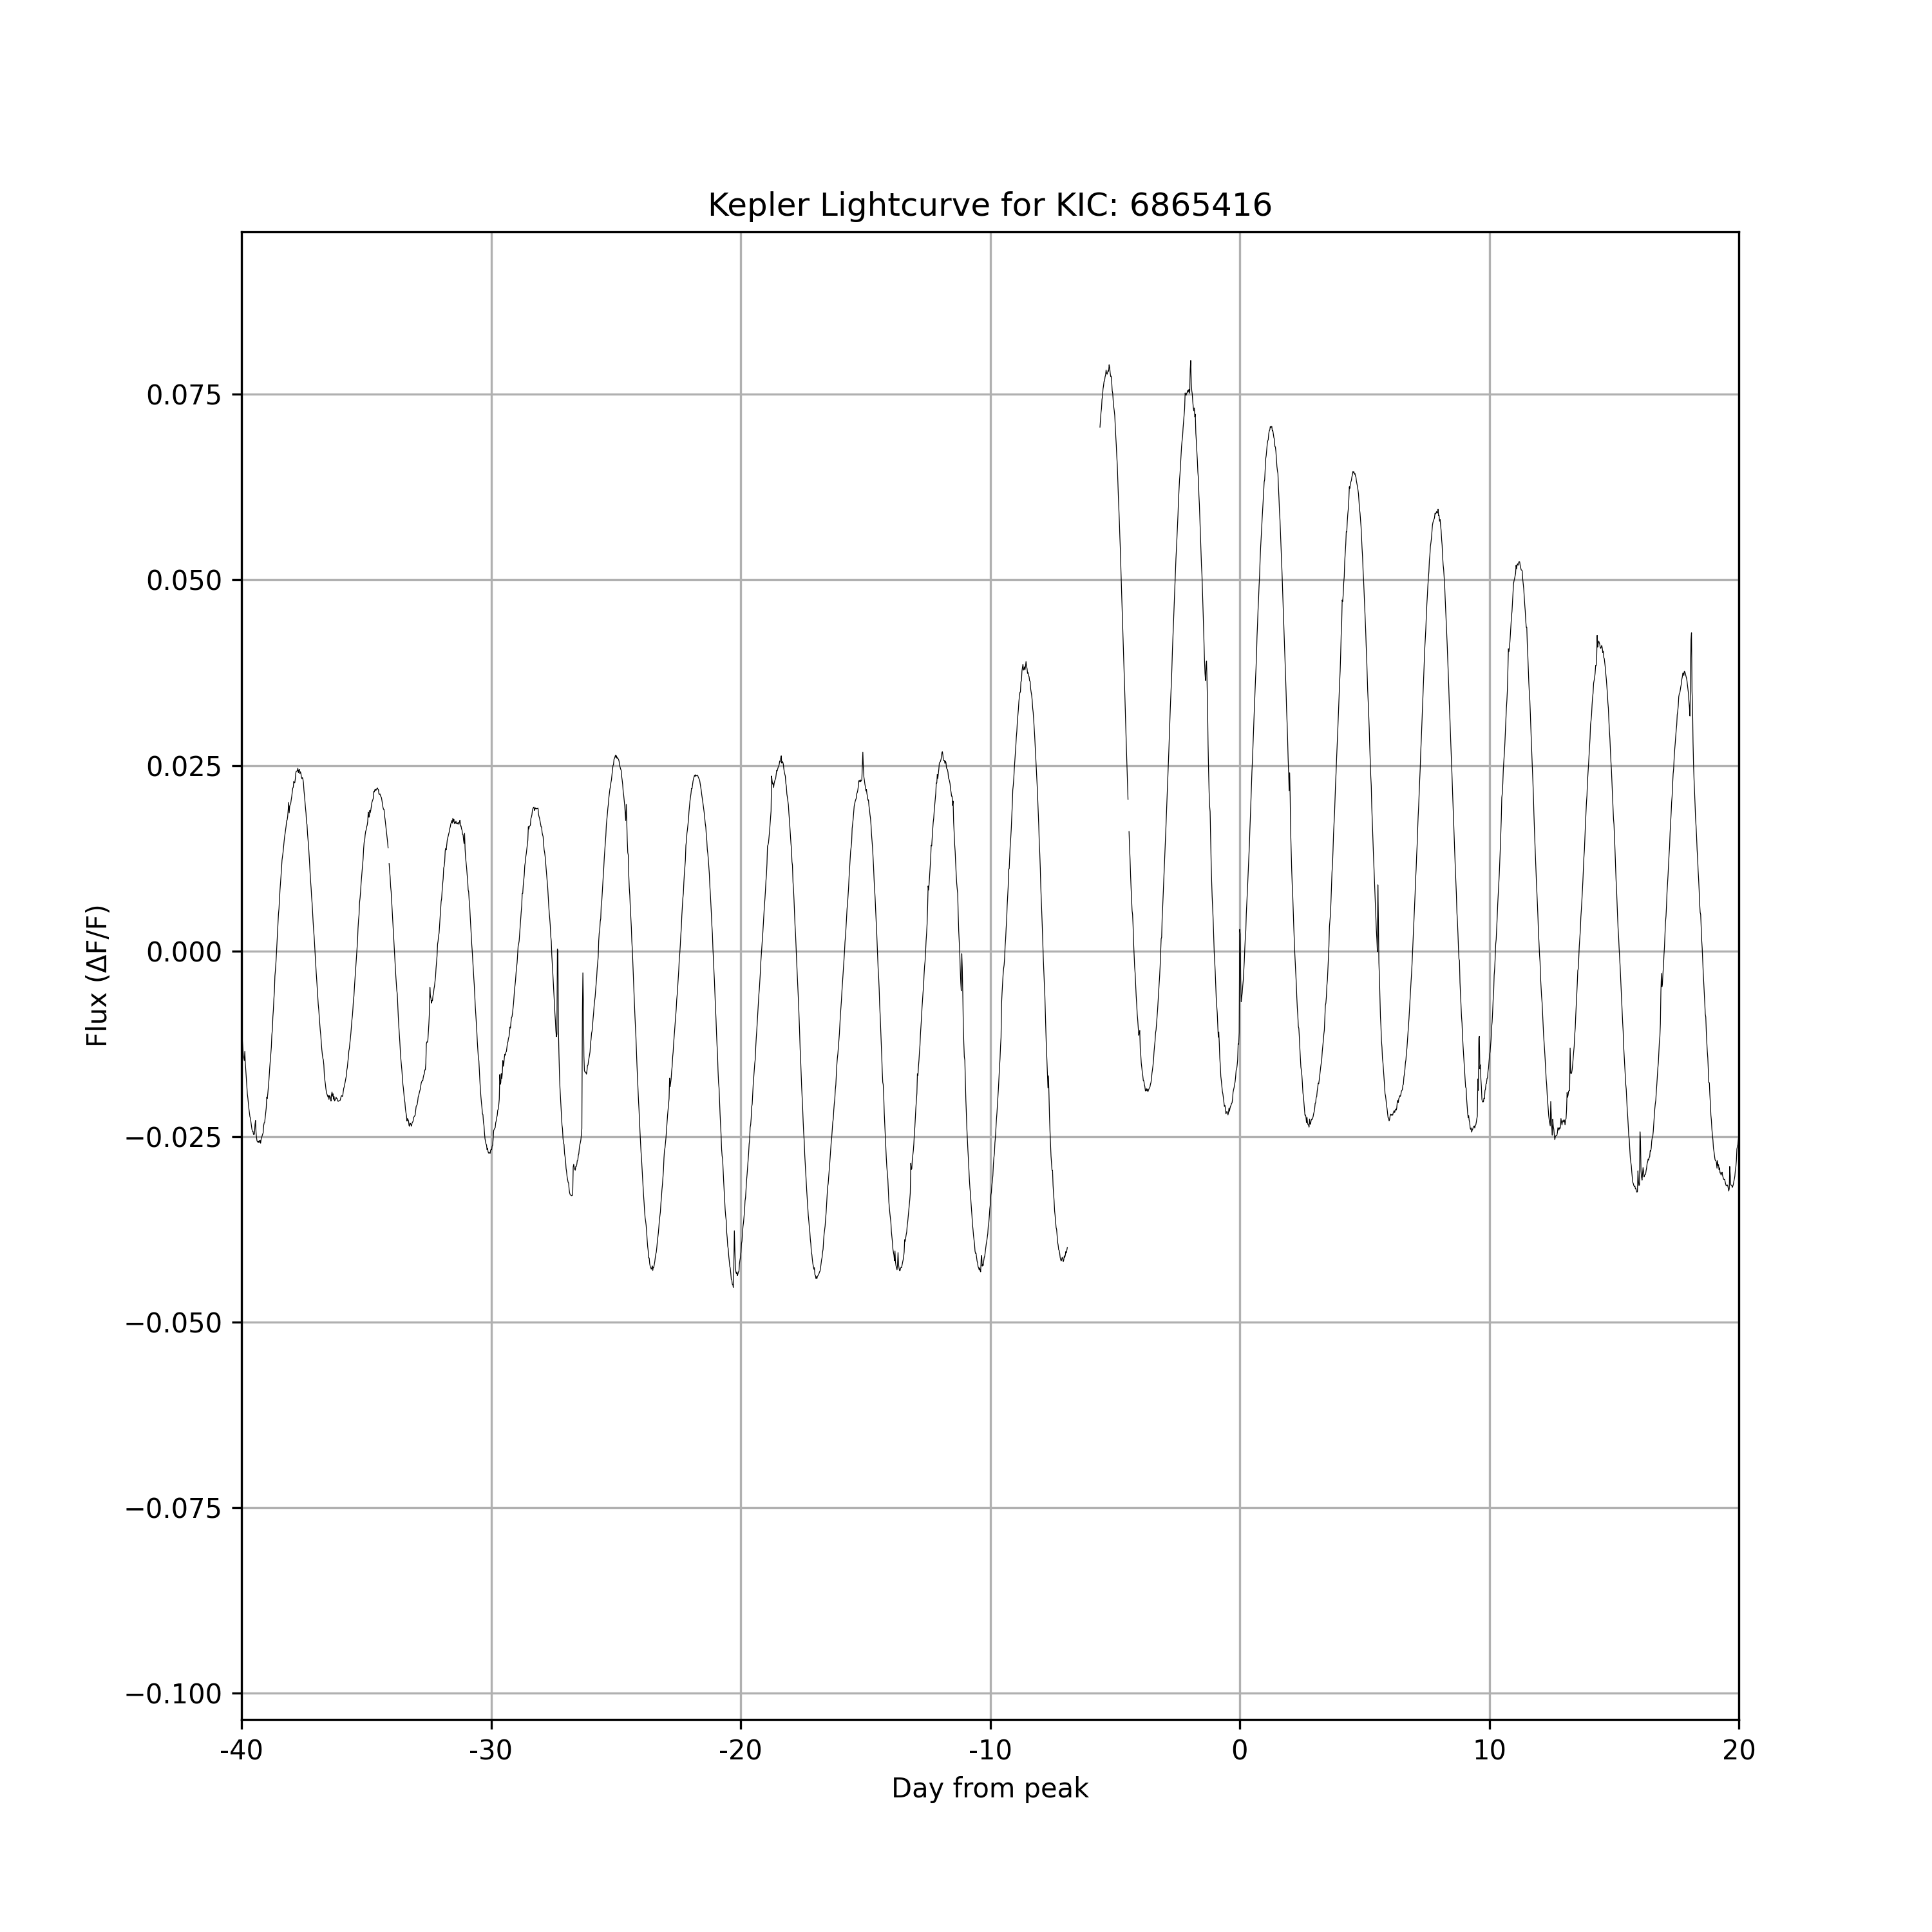 Kepler Lightcurve for KIC: 6865416
0.075
0.050
0.025
0.000
−0.025
−0.050
−0.075
−0.100
Flux (ΔF/F)
-40 -30 -20 -10 0 10 20
Day from peak